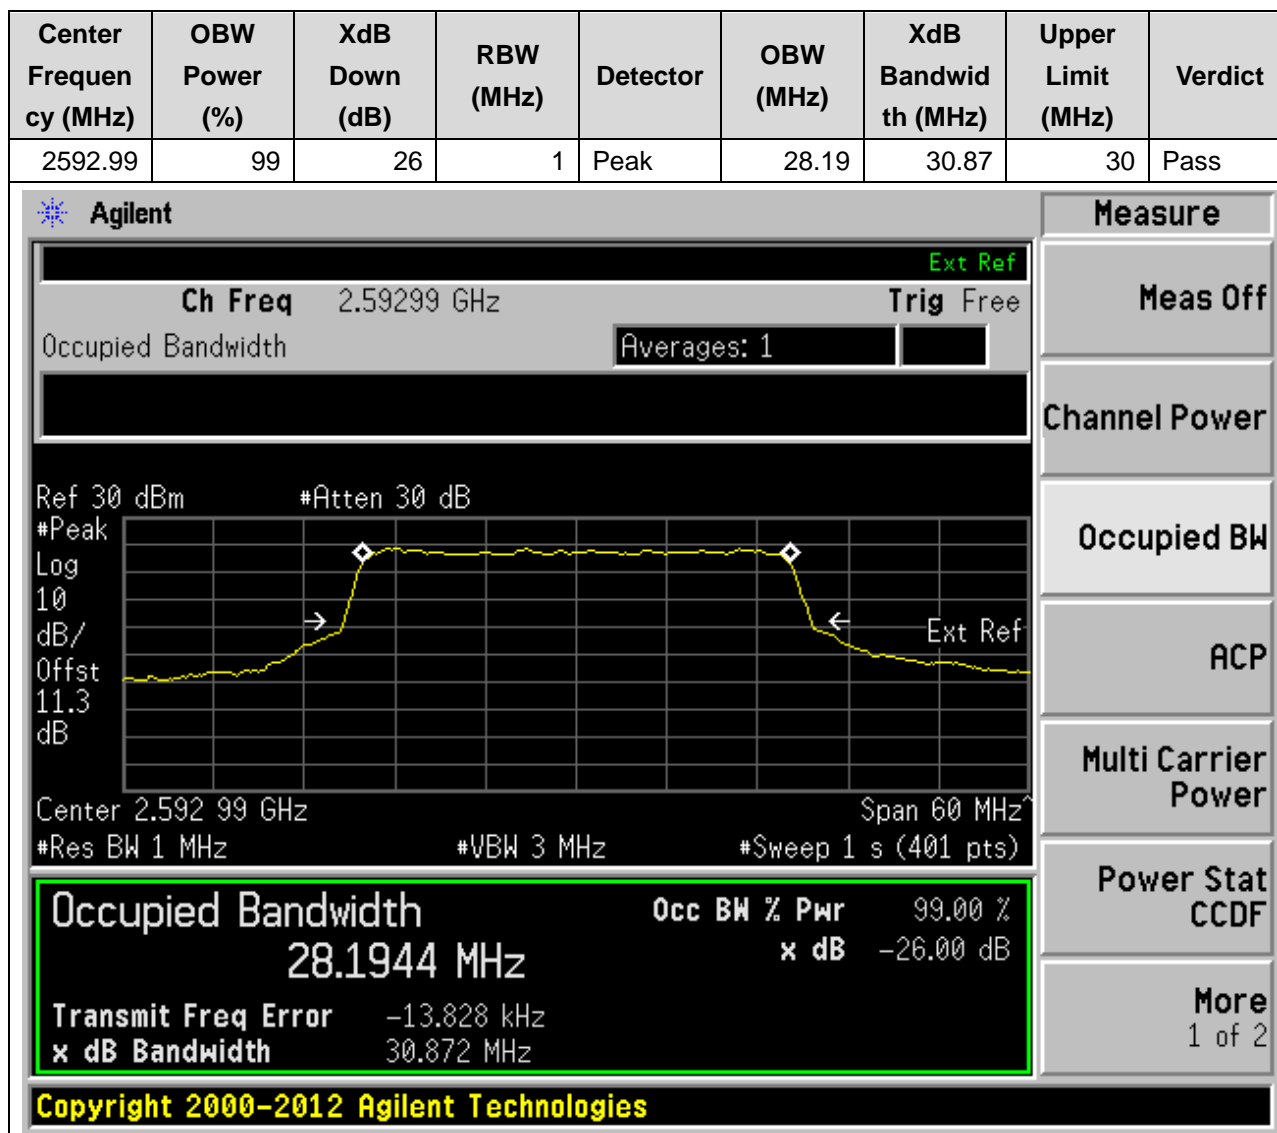 Center Frequen cy (MHz) OBW Power (%) XdB Down (dB) RBW (MHz) Detector OBW (MHz) XdB Bandwid th (MHz) Upper Limit (MHz) Verdict
2592.99 99 26 1 Peak 28.19 30.87 30 Pass
Agilent
Measure
Ext Ref
Ch Freq 2.59299 GHz Trig Free
Meas Off
Occupied Bandwidth Averages: 1
Channel Power
Ref 30 dBm #Atten 30 dB
#Peak
Log
10
dB/
Offst
11.3
dB
Ext Ref
Occupied BW
ACP
Center 2.592 99 GHz Span 60 MHz^
#Res BW 1 MHz #VBW 3 MHz #Sweep 1 s (401 pts)
Multi Carrier
Power
Occupied Bandwidth Occ BW % Pwr 99.00 %
28.1944 MHz x dB -26.00 dB
Power Stat
CCDF
Transmit Freq Error -13.828 kHz
x dB Bandwidth 30.872 MHz
More
1 of 2
Copyright 2000-2012 Agilent Technologies